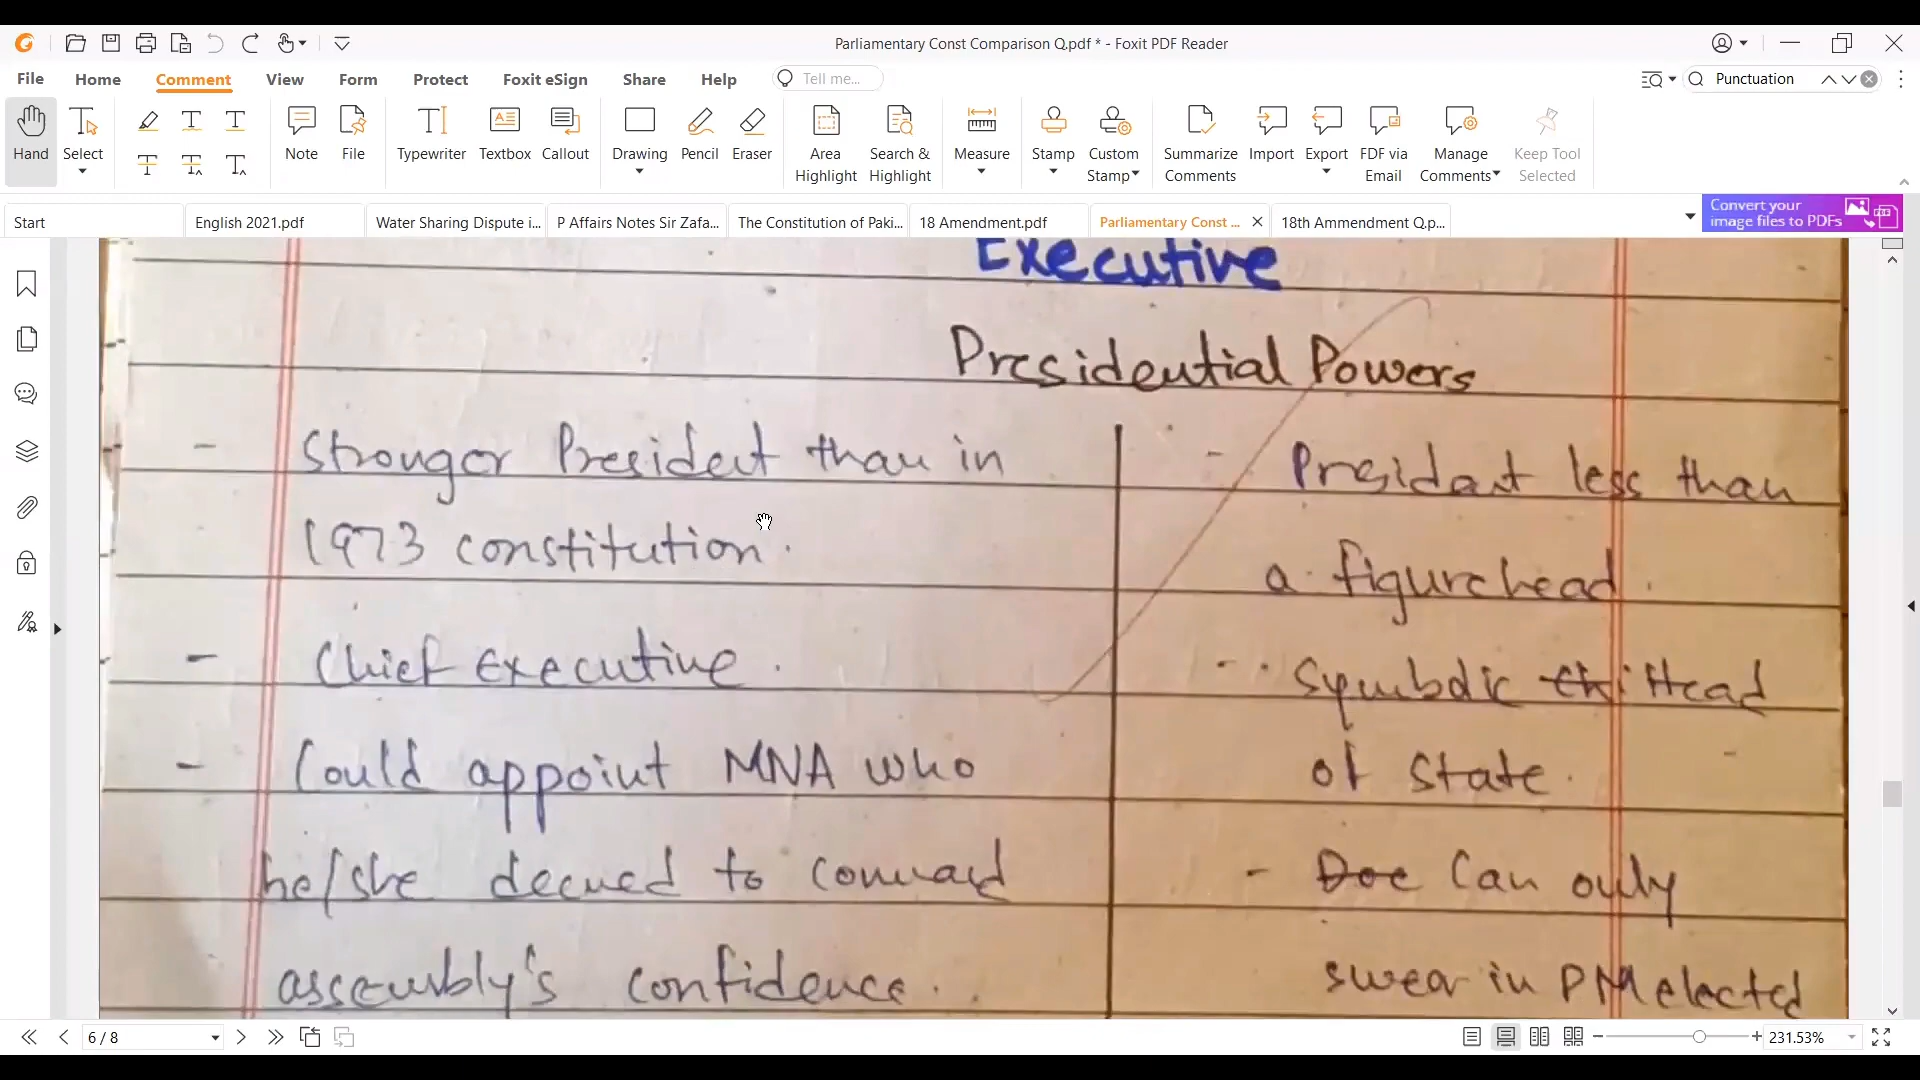 Parliamentary Const Comparison Q.pdf * - Foxit PDF Reader
File Home Comment View Form Protect Foxit eSign Share Help Tell me... Punctuation
Hand Select Note File Typewriter Textbox Callout Drawing Pencil Eraser Area Highlight Search & Highlight Measure Stamp Custom Stamp Summarize Comments Import Export FDF via Email Manage Comments Keep Tool Selected
Start English 2021.pdf Water Sharing Dispute i... P Affairs Notes Sir Zafa... The Constitution of Paki... 18 Amendment.pdf Parliamentary Const ... 18th Ammendment Q.p...
Convert your
image files to PDFs
Executive
Presidential Powers
- Stronger President than in
1973 constitution.
- Chief Executive.
- Could appoint MNA who
he/she deemed to command
assembly's confidence.
- President less than
a figurehead.
- Symbolic Head
of State.
- Can only
swear in PM elected
6 / 8
231.53%